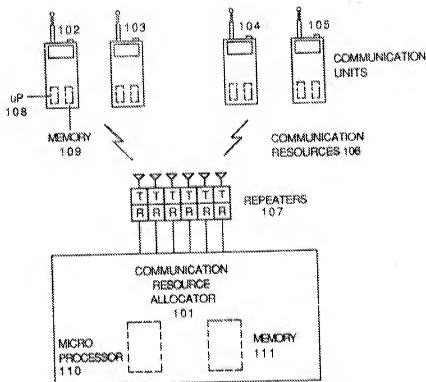 102
103
104
105
COMMUNICATION
UNITS
uP
108
MEMORY
109
COMMUNICATION
RESOURCES 106
T T T T T T
R R R R R R
REPEATERS
107
COMMUNICATION
RESOURCE
ALLOCATOR
101
MICRO
PROCESSOR
110
MEMORY
111